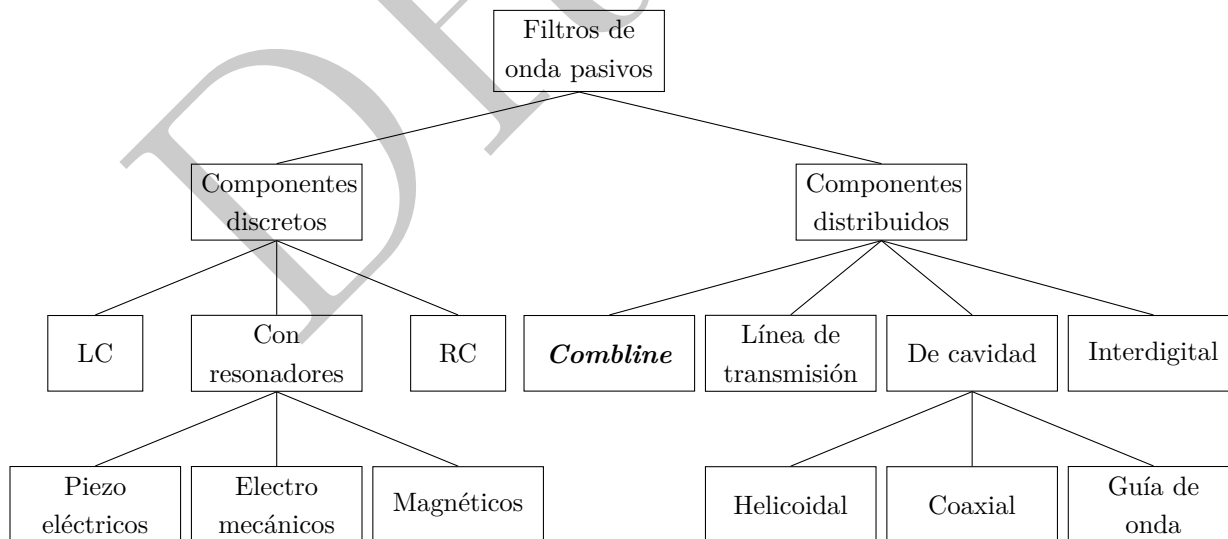 Filtros de
onda pasivos
Componentes
discretos
Componentes
distribuidos
LC
Con
resonadores
RC
Combline
Línea de
transmisión
De cavidad
Interdigital
Piezo
eléctricos
Electro
mecánicos
Magnéticos
Helicoidal
Coaxial
Guía de
onda